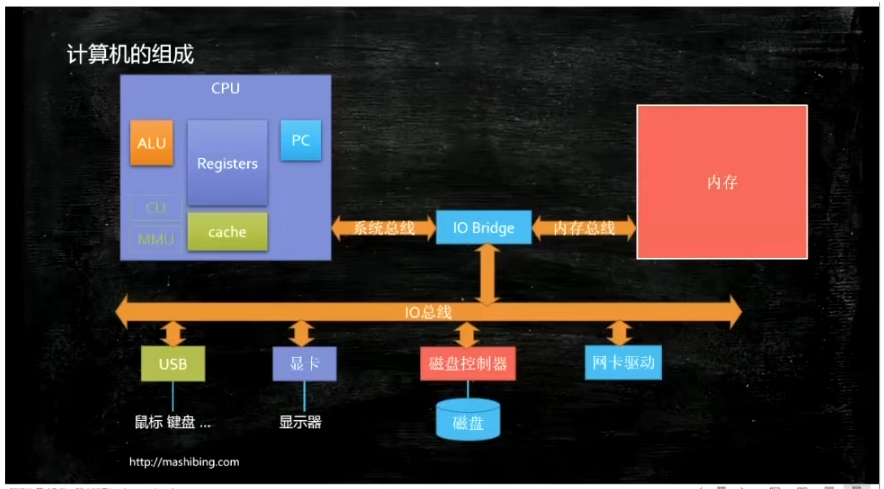 计算机的组成
CPU
ALU
Registers
PC
CU
MMU
cache
内存
系统总线
IO Bridge
内存总线
IO总线
USB
显卡
磁盘控制器
网卡驱动
鼠标 键盘 ...
显示器
磁盘
http://mashibing.com